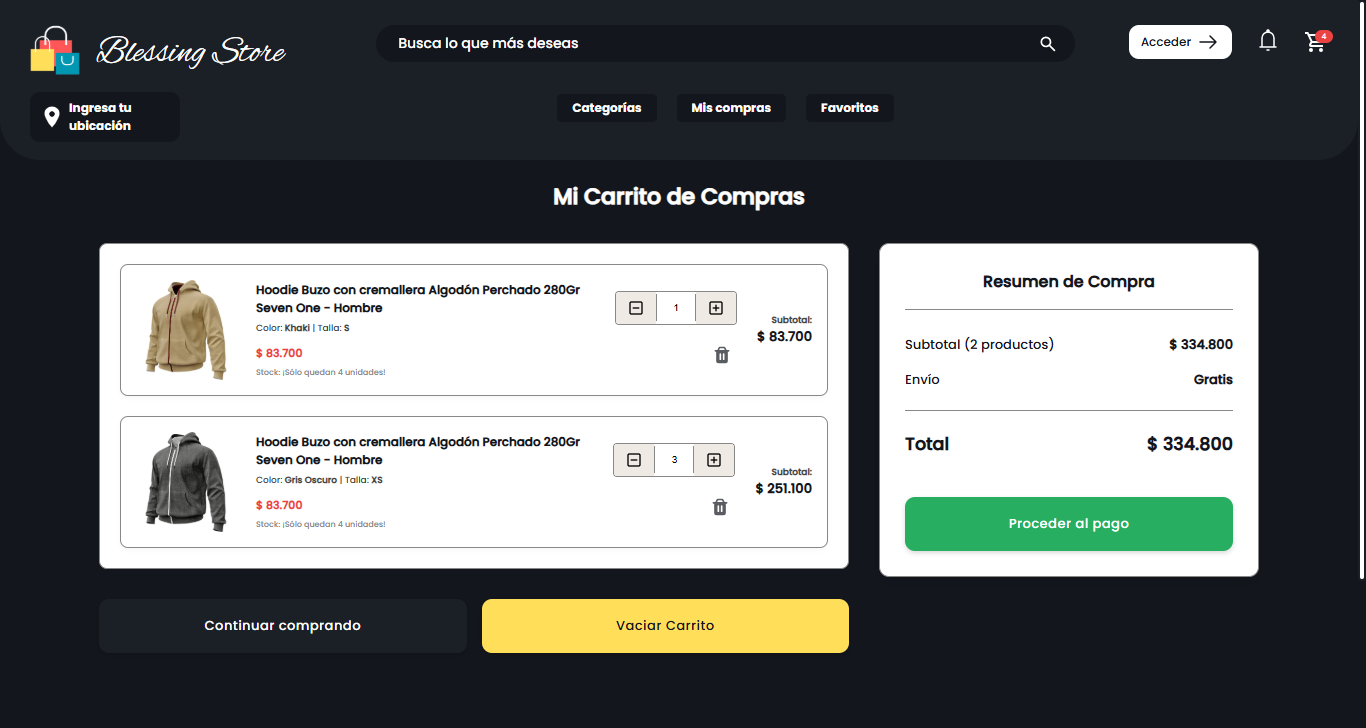 Blessing Store
Busca lo que más deseas
Acceder
4
Ingresa tu
ubicación
Categorías
Mis compras
Favoritos
Mi Carrito de Compras
Hoodie Buzo con cremallera Algodón Perchado 280Gr
Seven One - Hombre
Color: Khaki | Talla: S
$ 83.700
Stock: ¡Sólo quedan 4 unidades!
1
Subtotal:
$ 83.700
Hoodie Buzo con cremallera Algodón Perchado 280Gr
Seven One - Hombre
Color: Gris Oscuro | Talla: XS
$ 83.700
Stock: ¡Sólo quedan 4 unidades!
3
Subtotal:
$ 251.100
Continuar comprando
Vaciar Carrito
Resumen de Compra
Subtotal (2 productos) $ 334.800
Envío Gratis
Total $ 334.800
Proceder al pago